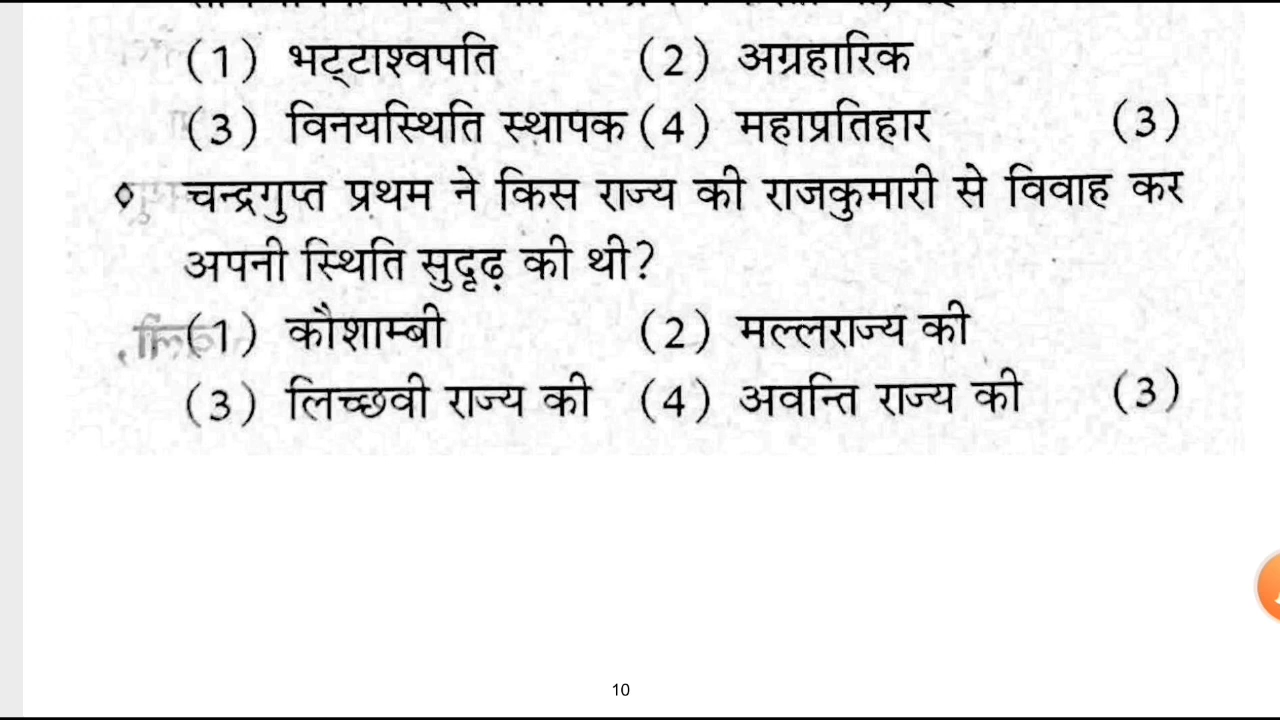 (1) भट्टाश्वपति (2) अग्रहारिक
(3) विनयस्थिति स्थापक (4) महाप्रतिहार (3)
◊ चन्द्रगुप्त प्रथम ने किस राज्य की राजकुमारी से विवाह कर
अपनी स्थिति सुदृढ़ की थी?
(1) कौशाम्बी (2) मल्लराज्य की
(3) लिच्छवी राज्य की (4) अवन्ति राज्य की (3)
10